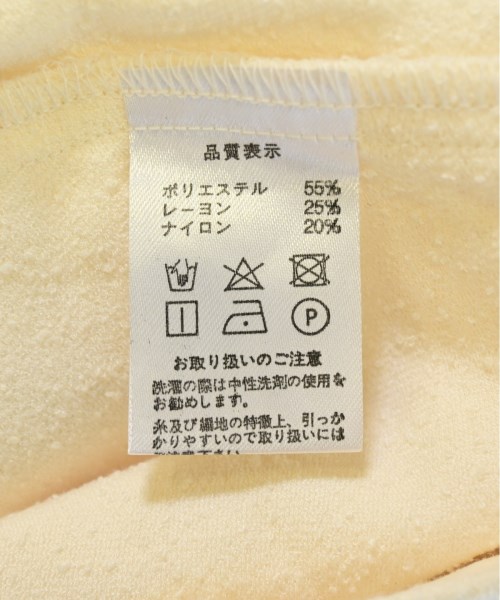 品質表示
ポリエステル 55%
レーヨン 25%
ナイロン 20%
P
お取り扱いのご注意
洗濯の際は中性洗剤の使用を
お勧めします。
糸及び編地の特徴上、引っか
かりやすいので取り扱いには